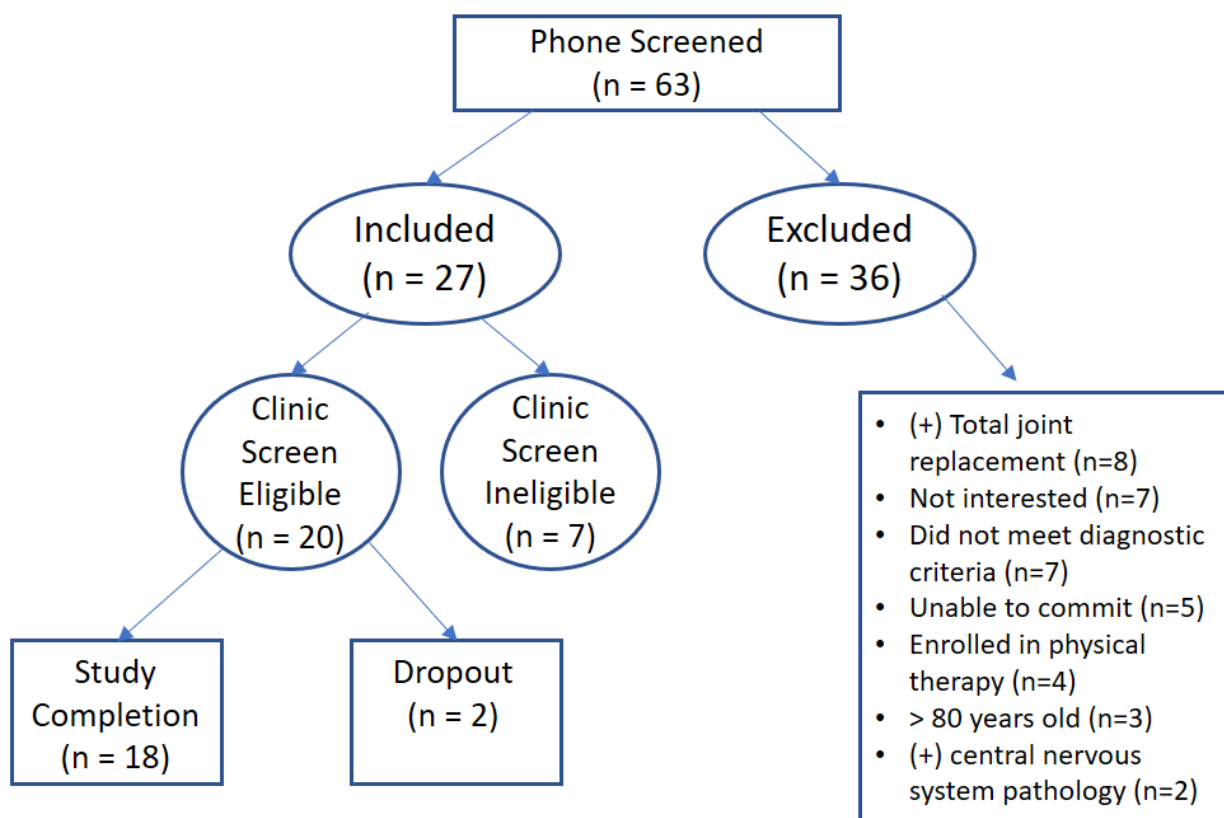 Phone Screened
(n = 63)
Included
(n = 27)
Excluded
(n = 36)
Clinic
Screen
Eligible
(n = 20)
Clinic
Screen
Ineligible
(n = 7)
• (+) Total joint
replacement (n=8)
• Not interested (n=7)
• Did not meet diagnostic
criteria (n=7)
• Unable to commit (n=5)
• Enrolled in physical
therapy (n=4)
• > 80 years old (n=3)
• (+) central nervous
system pathology (n=2)
Study
Completion
(n = 18)
Dropout
(n = 2)